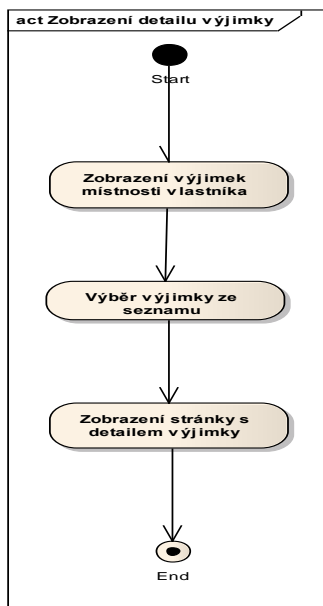 act Zobrazení detailu výjimky
Start
Zobrazení výjimek
místnosti vlastníka
Výběr výjimky ze
seznamu
Zobrazení stránky s
detailem výjimky
End